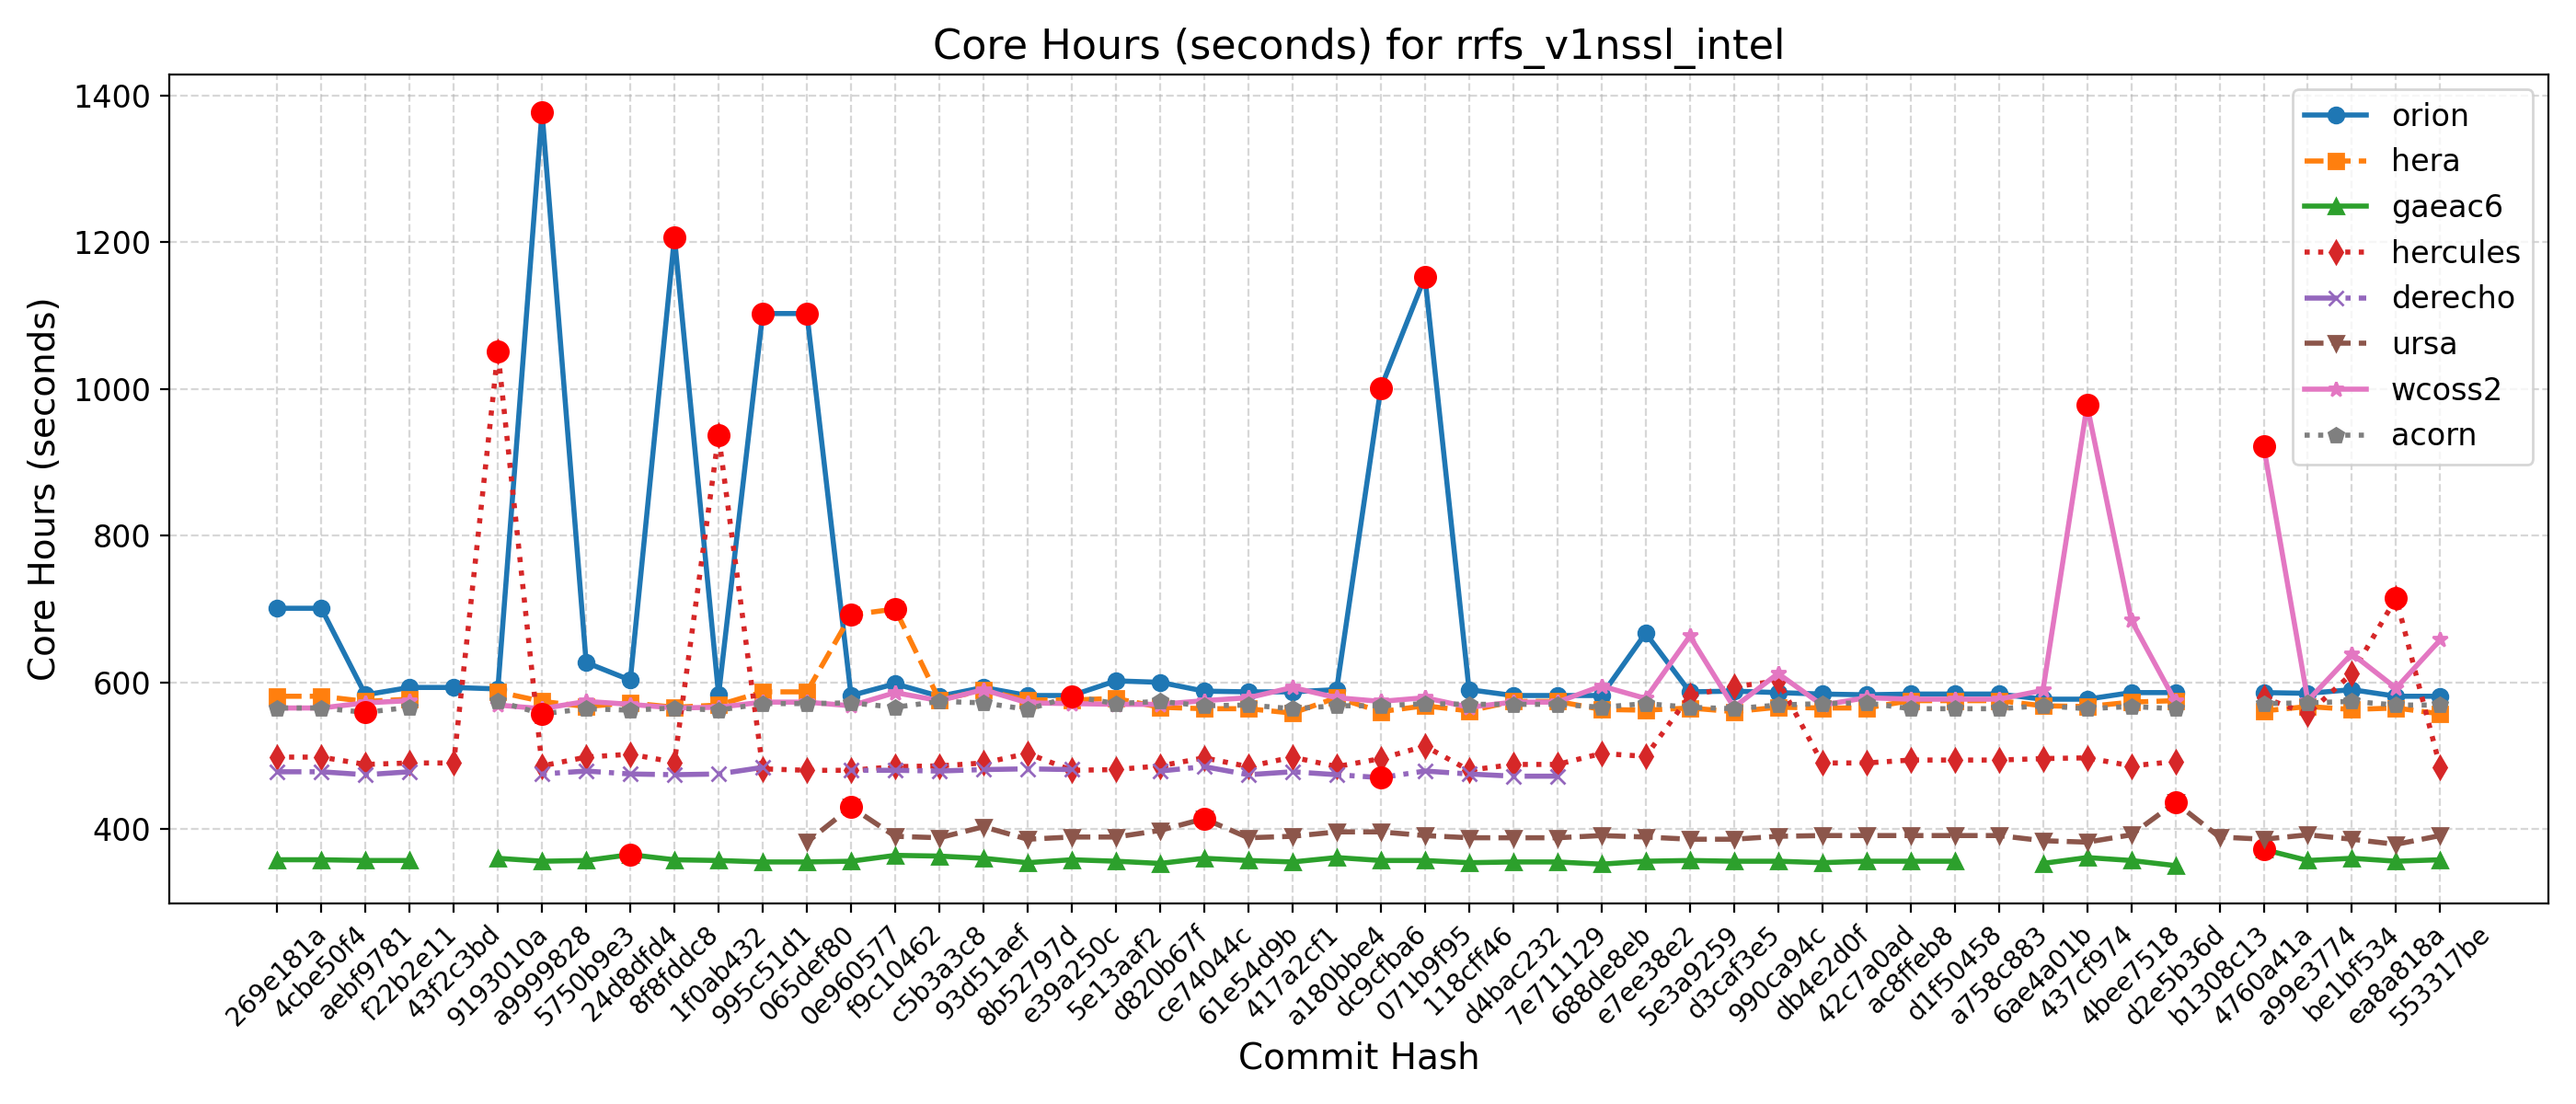 Core Hours (seconds) for rrfs_v1nssl_intel
Core Hours (seconds)
1400
1200
1000
800
600
400
orion
hera
gaeac6
hercules
derecho
ursa
wcoss2
acorn
269e181a
4cbe50f4
aebf9781
f22b2e11
43f2c3bd
9193010a
a9999828
5750b9e3
24d8dfd4
8f8fddc8
1f0ab432
995c51d1
065def80
0e960577
f9c10462
c5b3a3c8
93d51aef
8b52797d
e39a250c
5e13aaf2
d820b67f
ce74044c
61e54d9b
417a2cf1
a180bbe4
dc9cfba6
071b9f95
118cff46
d4bac232
7e711129
688de8eb
e7ee38e2
5e3a9259
d3caf3e5
990ca94c
db4e2d0f
42c7a0ad
ac8ffeb8
d1f50458
a758c883
6ae4a01b
437cf974
4bee7518
d2e5b36d
b1308c13
4760a41a
a99e3774
be1bf534
ea8a818a
553317be
Commit Hash